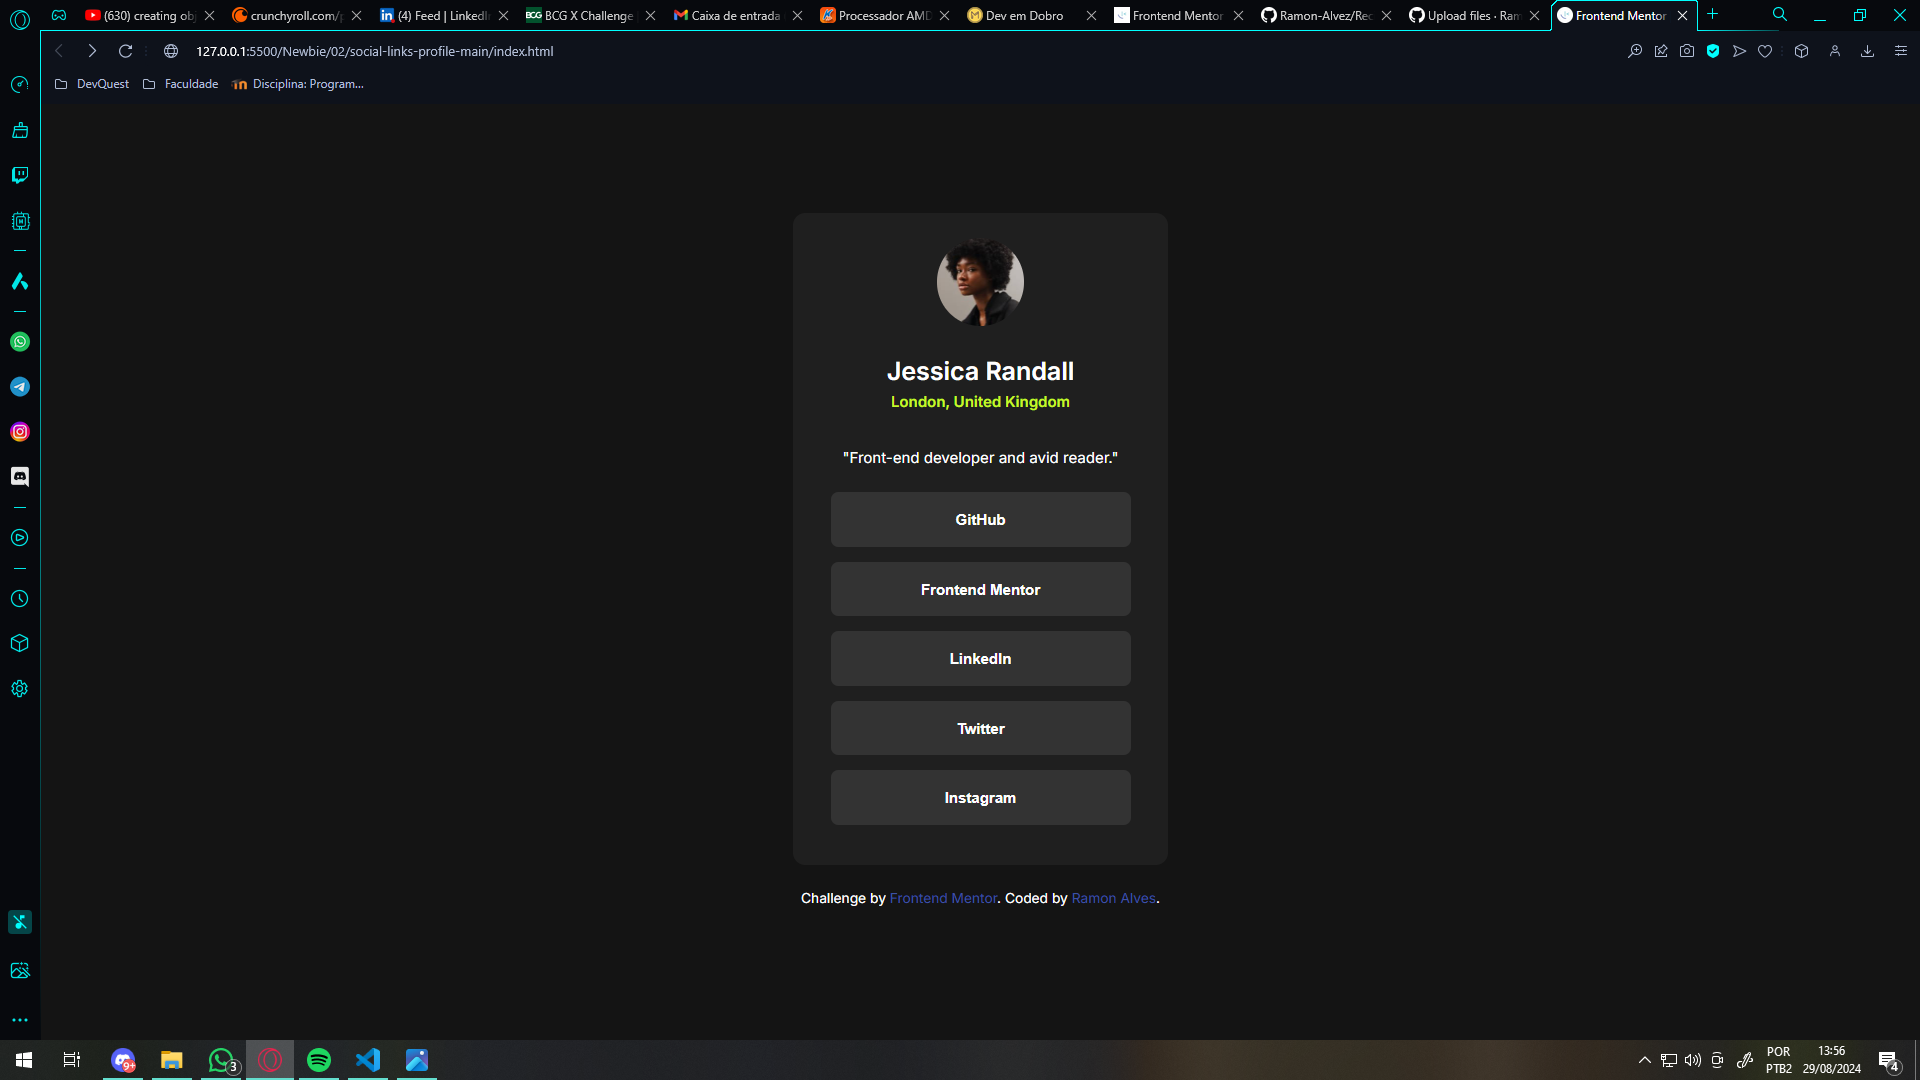 (630) creating obj
crunchyroll.com/p
(4) Feed | LinkedIn
BCG X Challenge |
Caixa de entrada
Processador AMD
Dev em Dobro
Frontend Mentor
Ramon-Alvez/Rec
Upload files · Ram
Frontend Mentor
127.0.0.1:5500/Newbie/02/social-links-profile-main/index.html
DevQuest
Faculdade
Disciplina: Program...
Jessica Randall
London, United Kingdom
"Front-end developer and avid reader."
GitHub
Frontend Mentor
LinkedIn
Twitter
Instagram
Challenge by Frontend Mentor. Coded by Ramon Alves.
9+
3
POR
PTB2
13:56
29/08/2024
4